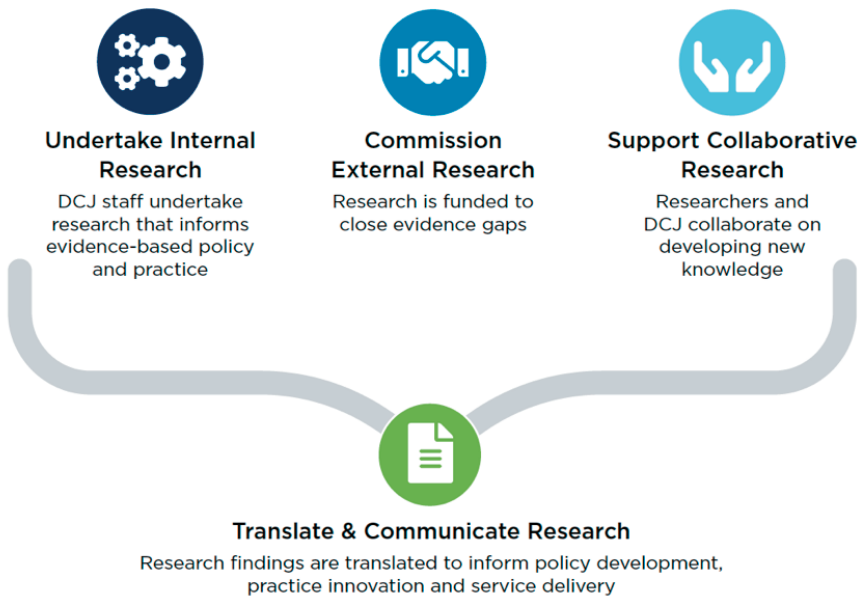 Undertake Internal
Research
DCJ staff undertake
research that informs
evidence-based policy
and practice
Commission
External Research
Research is funded to
close evidence gaps
Support Collaborative
Research
Researchers and
DCJ collaborate on
developing new
knowledge
Translate & Communicate Research
Research findings are translated to inform policy development,
practice innovation and service delivery